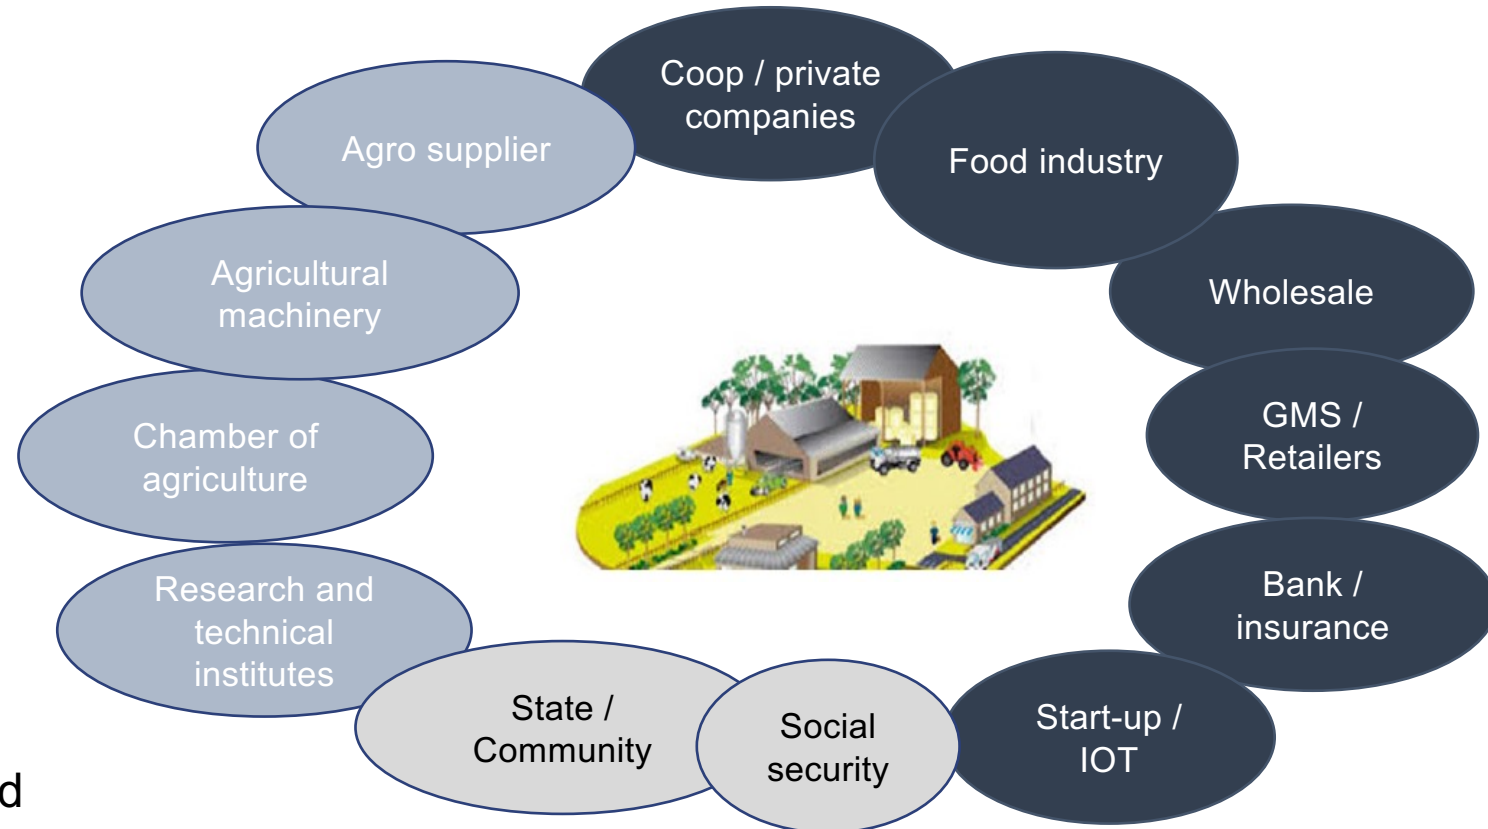 Coop / private
companies
Agro supplier
Food industry
Agricultural
machinery
Wholesale
Chamber of
agriculture
GMS /
Retailers
Research and
technical
institutes
Bank /
insurance
State /
Community
Social
security
Start-up /
IOT
d